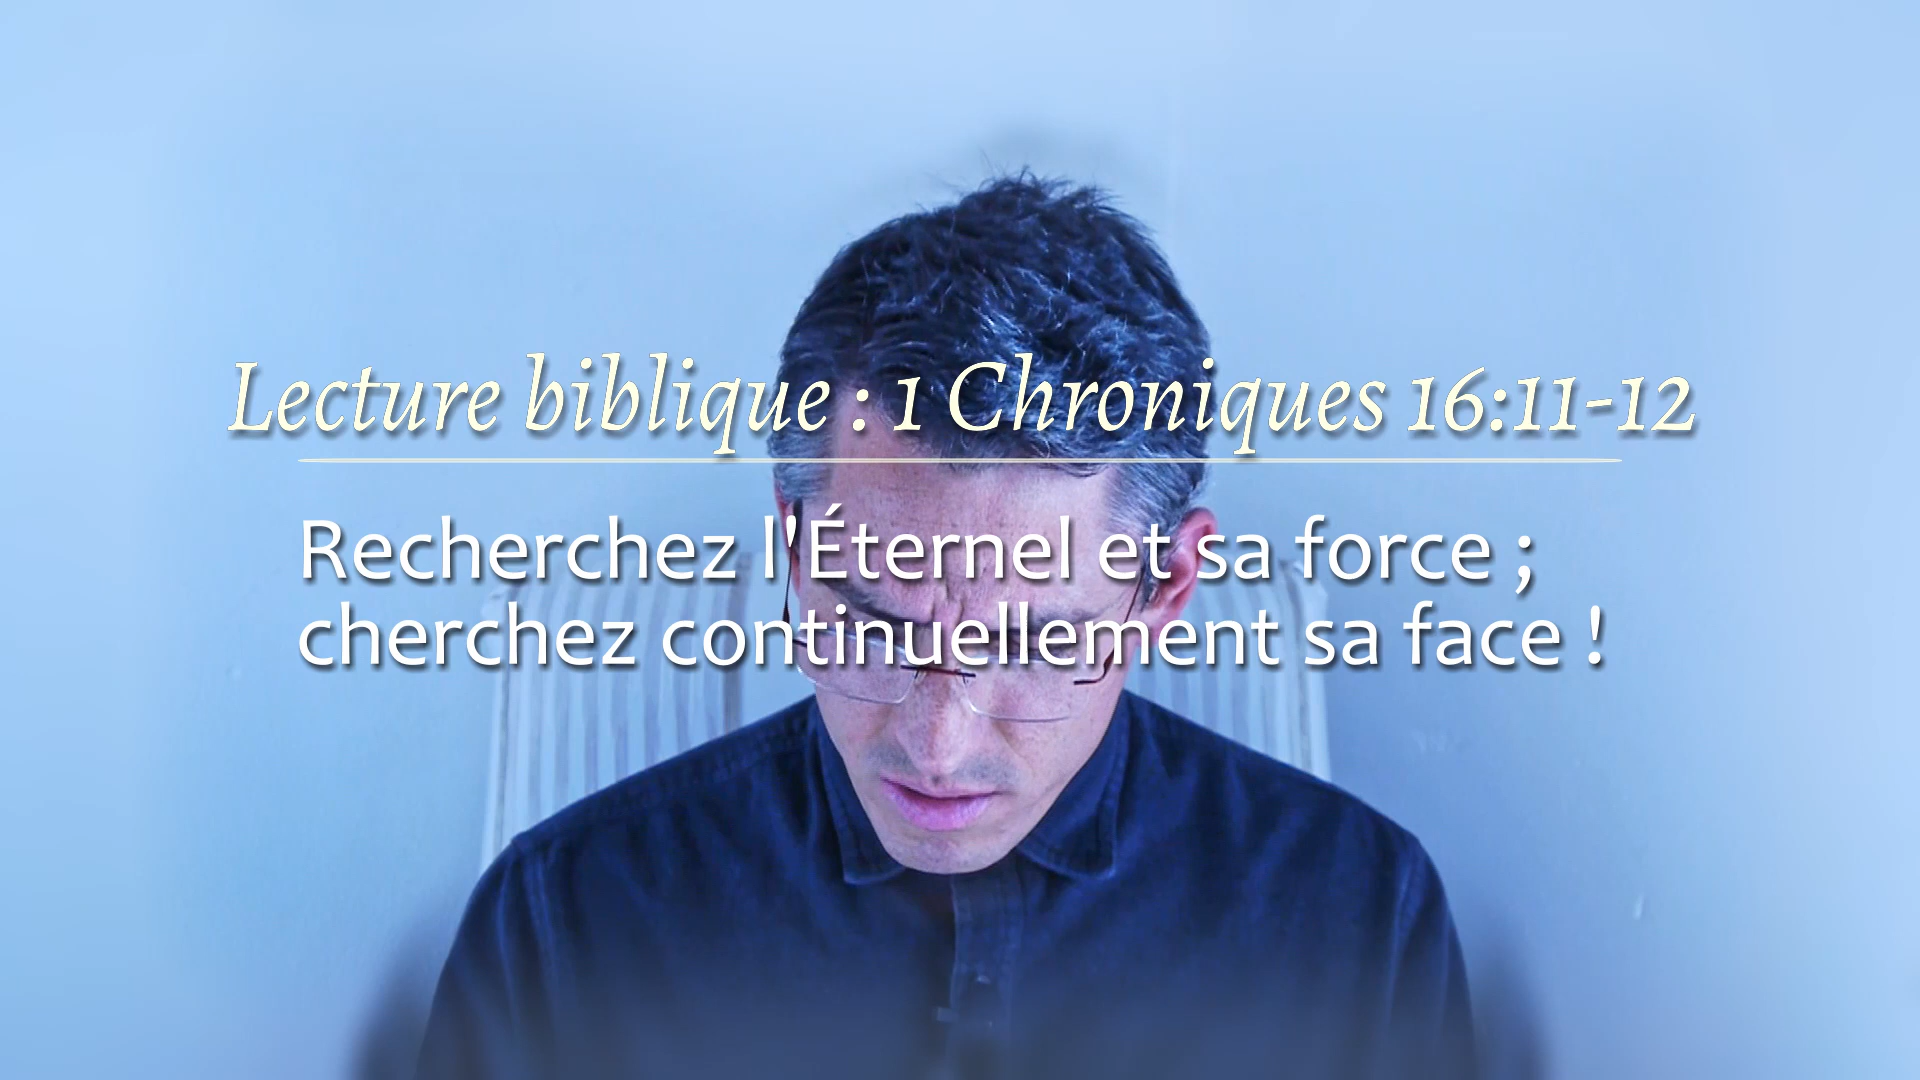 Lecture biblique : 1 Chroniques 16:11-12
Recherchez l'Éternel et sa force ;
cherchez continuellement sa face !